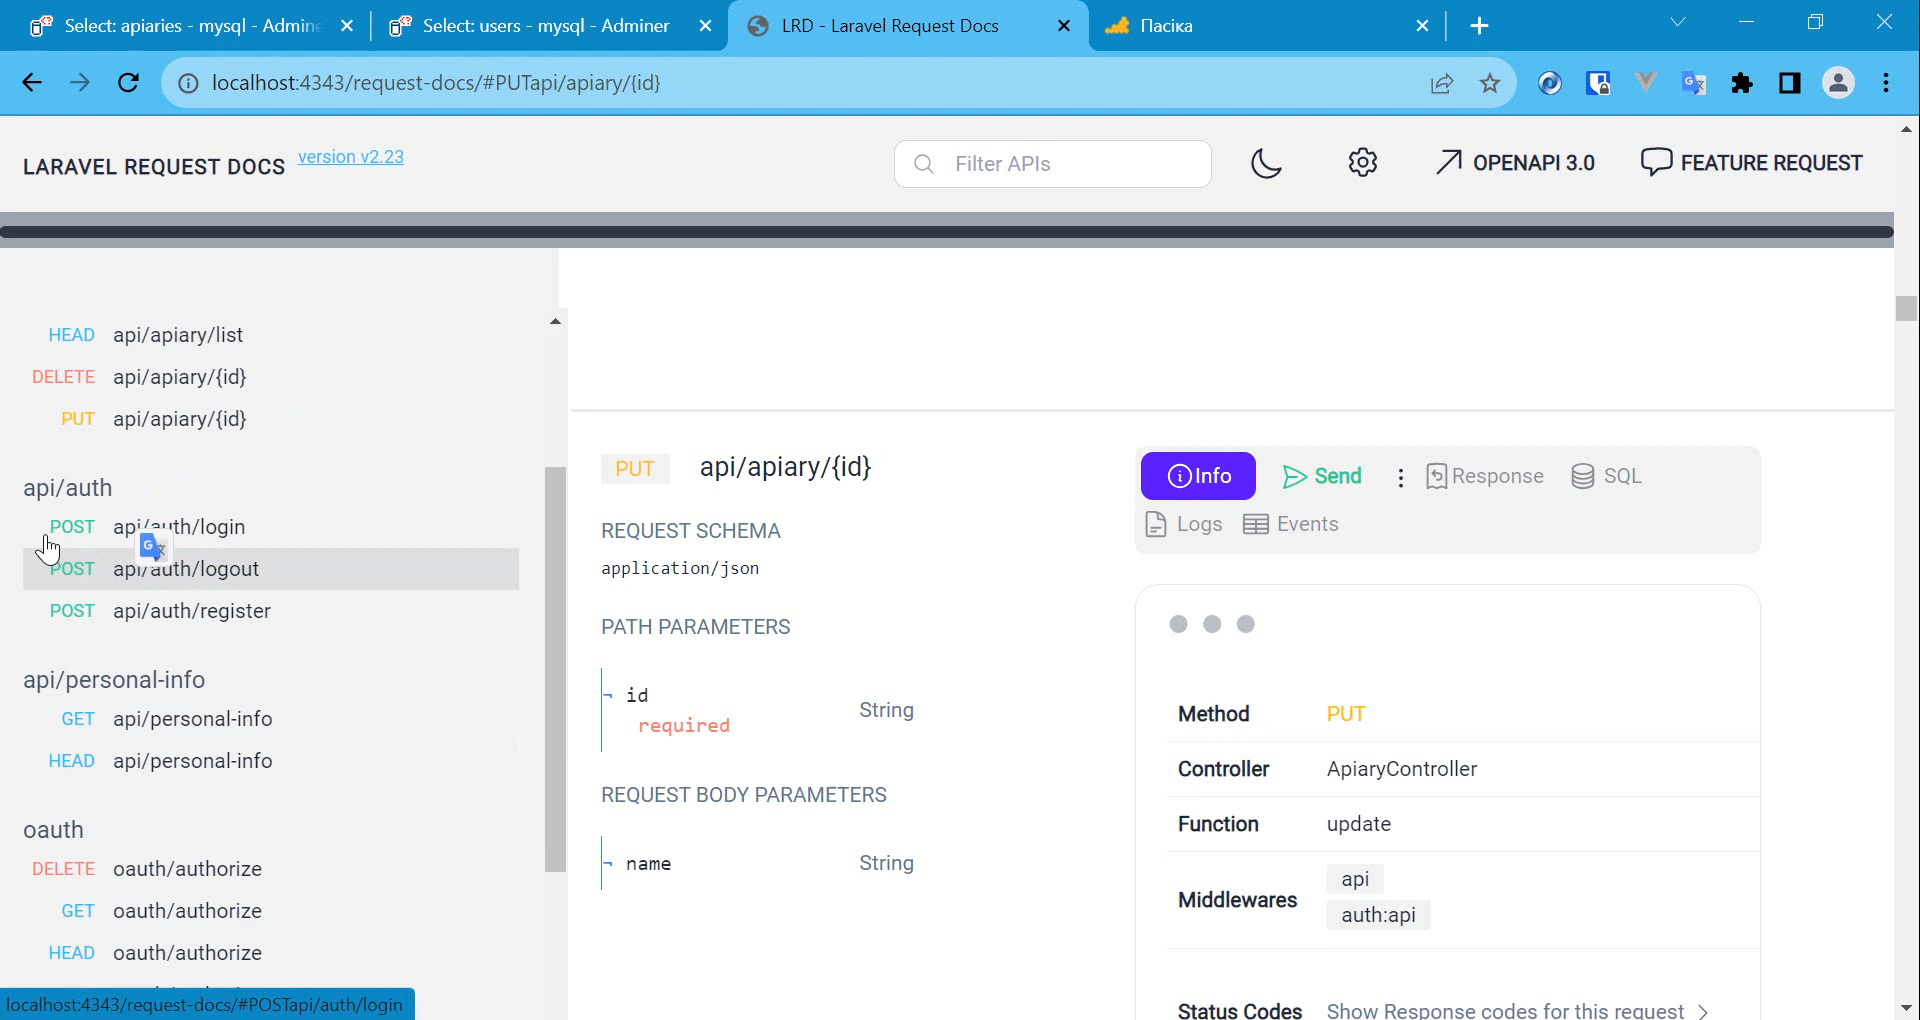 Select: apiaries - mysql - Admin
Select: users - mysql - Adminer
LRD - Laravel Request Docs
Пасіка
localhost:4343/request-docs/#PUTapi/apiary/{id}
LARAVEL REQUEST DOCS
version v2.23
Filter APIs
OPENAPI 3.0
FEATURE REQUEST
HEAD api/apiary/list
DELETE api/apiary/{id}
PUT api/apiary/{id}
api/auth
POST api/auth/login
POST api/auth/logout
POST api/auth/register
api/personal-info
GET api/personal-info
HEAD api/personal-info
oauth
DELETE oauth/authorize
GET oauth/authorize
HEAD oauth/authorize
localhost:4343/request-docs/#POSTapi/auth/login
PUT api/apiary/{id}
REQUEST SCHEMA
application/json
PATH PARAMETERS
id
required
String
REQUEST BODY PARAMETERS
name String
Info
Send
Response
SQL
Logs
Events
Method PUT
Controller ApiaryController
Function update
Middlewares
api
auth:api
Status Codes Show Response codes for this request